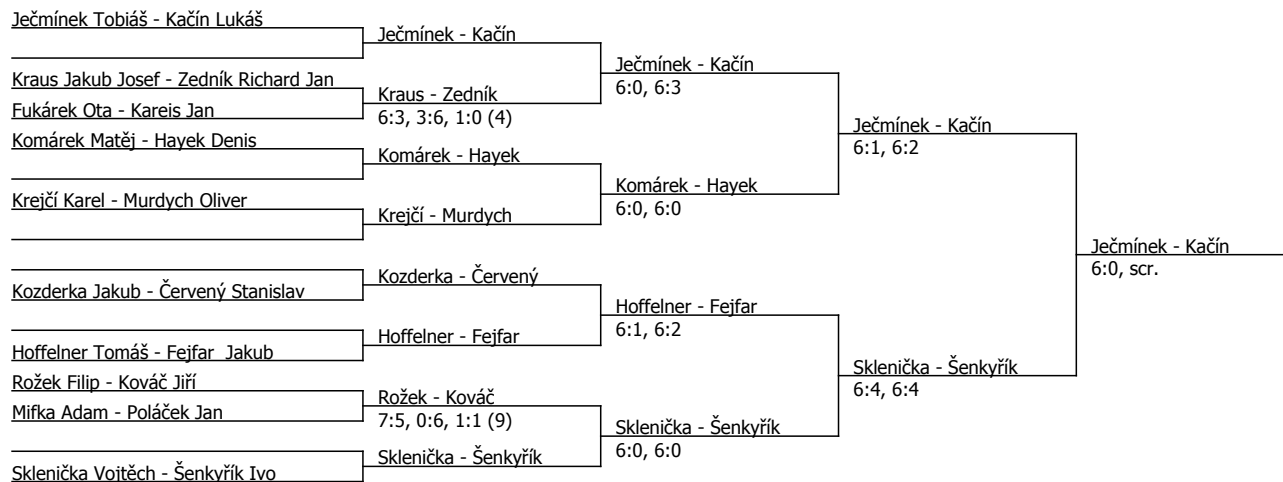 Ječmínek Tobiáš - Kačín Lukáš
Kraus Jakub Josef - Zedník Richard Jan
Fukárek Ota - Kareis Jan
Komárek Matěj - Hayek Denis
Krejčí Karel - Murdych Oliver
Kozderka Jakub - Červený Stanislav
Hoffelner Tomáš - Fejfar  Jakub
Rožek Filip - Kováč Jiří
Mifka Adam - Poláček Jan
Sklenička Vojtěch - Šenkyřík Ivo
Ječmínek - Kačín
Kraus - Zedník
6:3, 3:6, 1:0 (4)
Komárek - Hayek
Krejčí - Murdych
Kozderka - Červený
Hoffelner - Fejfar
Rožek - Kováč
7:5, 0:6, 1:1 (9)
Sklenička - Šenkyřík
Ječmínek - Kačín
6:0, 6:3
Komárek - Hayek
6:0, 6:0
Hoffelner - Fejfar
6:1, 6:2
Sklenička - Šenkyřík
6:0, 6:0
Ječmínek - Kačín
6:1, 6:2
Sklenička - Šenkyřík
6:4, 6:4
Ječmínek - Kačín
6:0, scr.